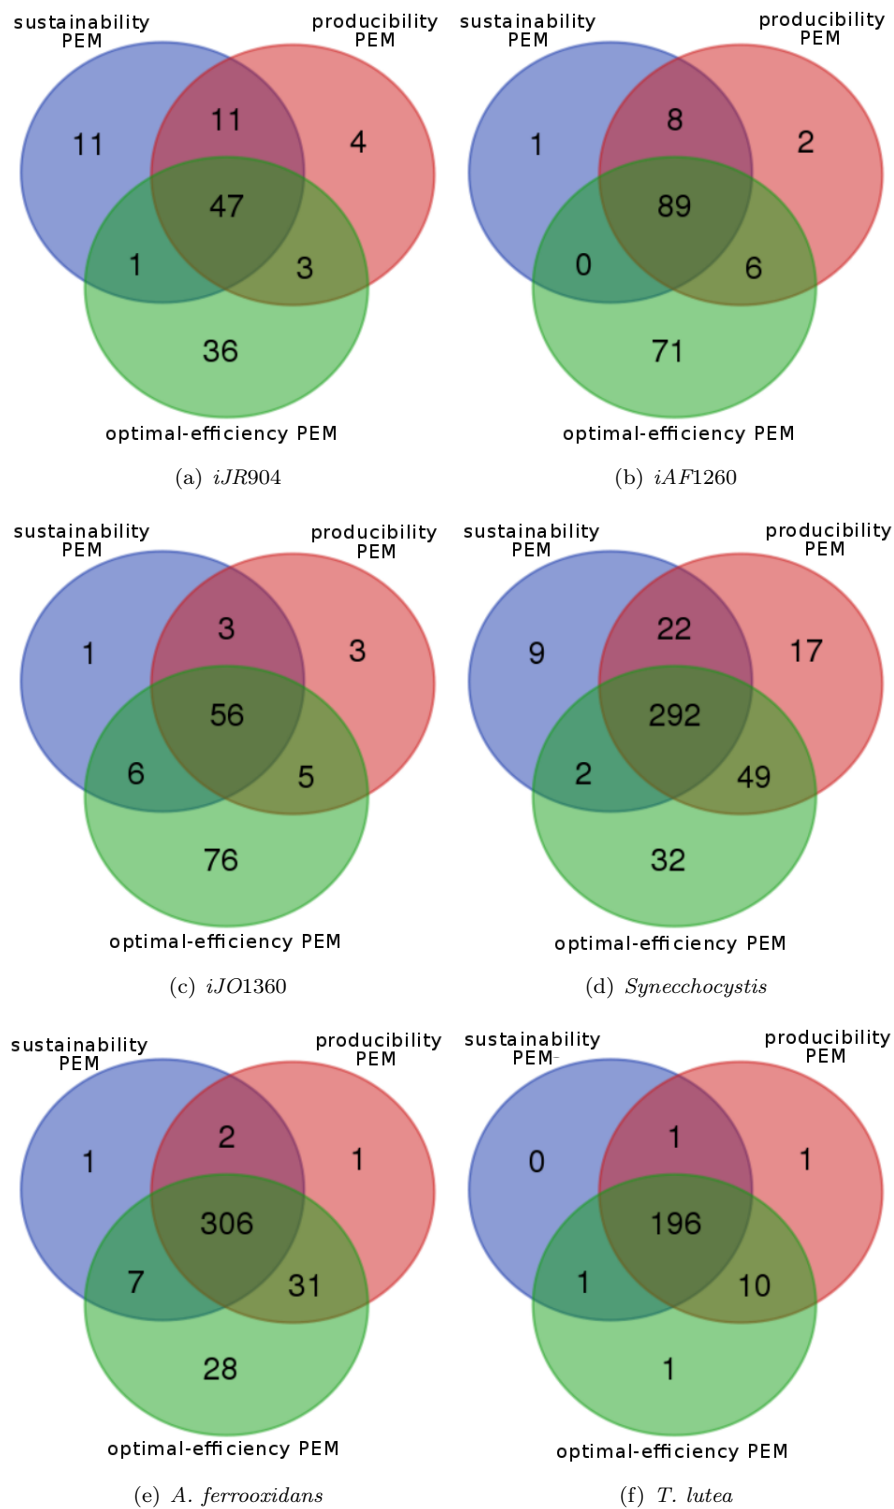 sustainability
PEM
producibility
PEM
11
11
4
47
1
3
36
optimal-efficiency PEM
(a) iJR904
sustainability
PEM
producibility
PEM
1
8
2
89
0
6
71
optimal-efficiency PEM
(b) iAF1260
sustainability
PEM
producibility
PEM
1
3
3
56
6
5
76
optimal-efficiency PEM
(c) iJO1360
sustainability
PEM
producibility
PEM
9
22
17
292
2
49
32
optimal-efficiency PEM
(d) Synecchocystis
sustainability
PEM
producibility
PEM
1
2
1
306
7
31
28
optimal-efficiency PEM
(e) A. ferrooxidans
sustainability
PEM
producibility
PEM
0
1
1
196
1
10
1
optimal-efficiency PEM
(f) T. lutea